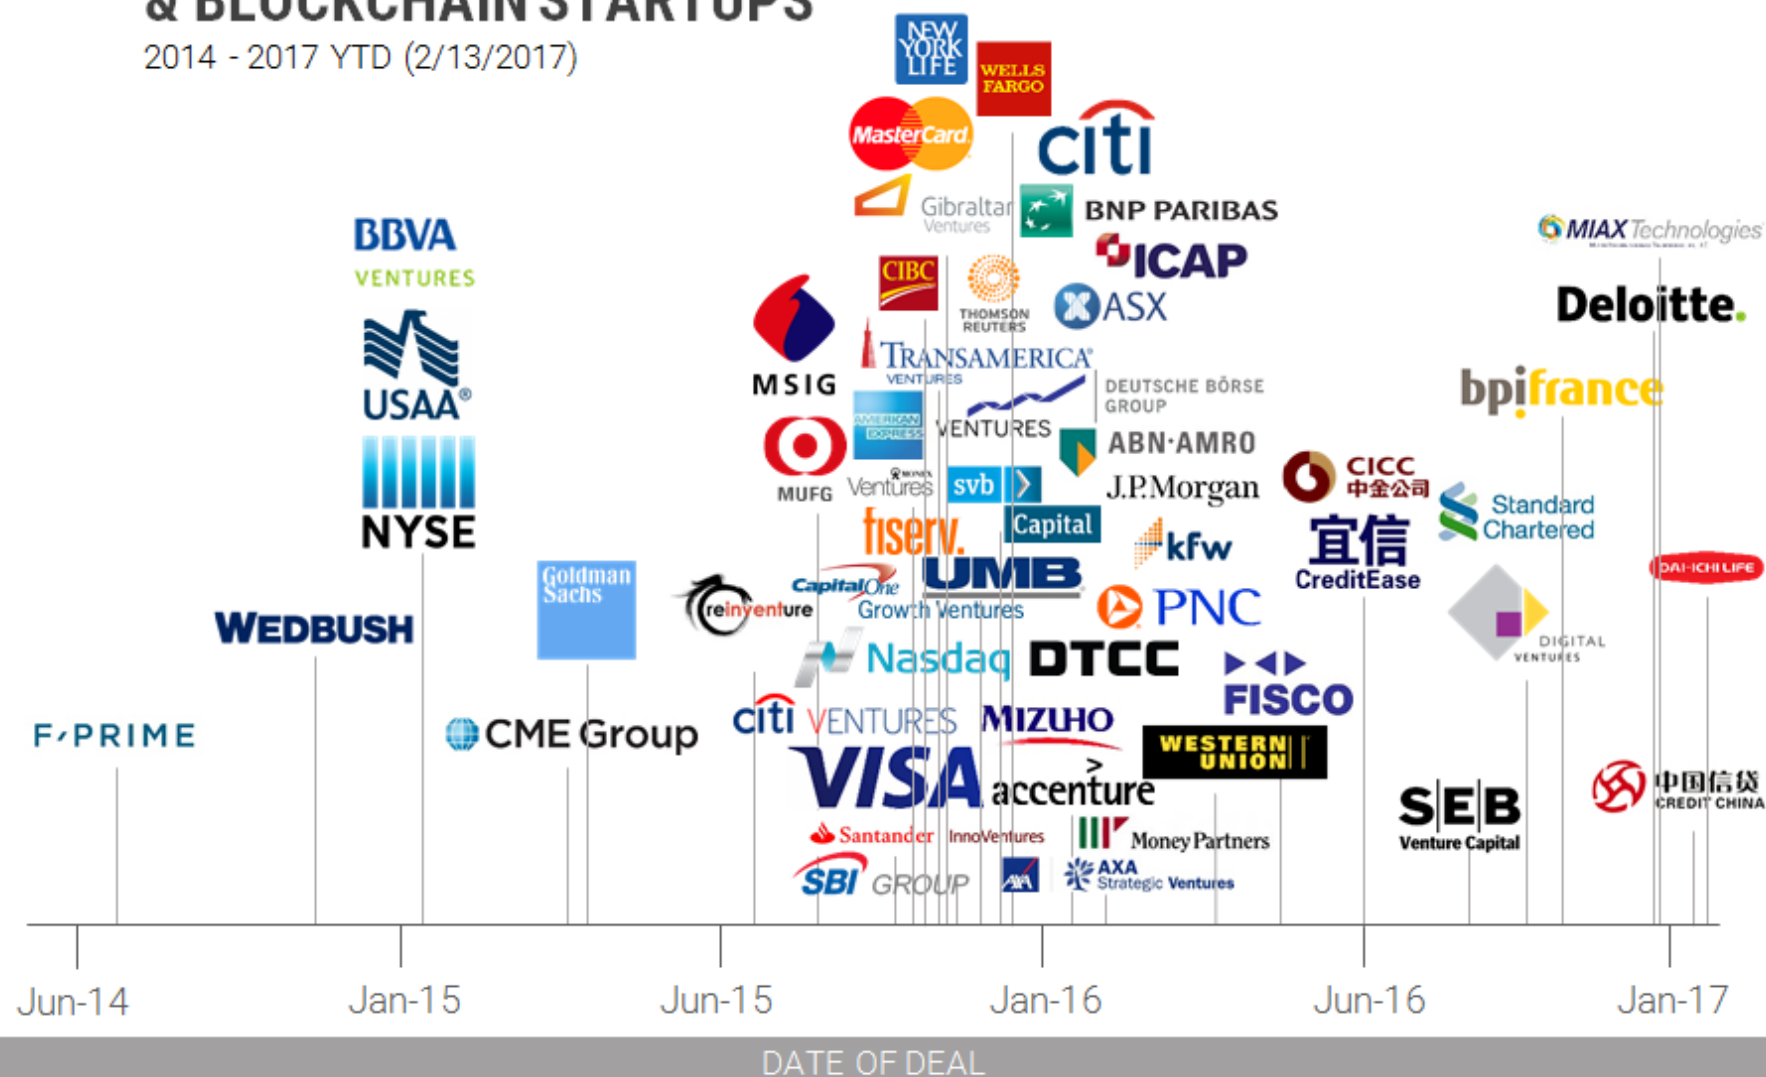 & BLOCKCHAIN STARTUPS
2014 - 2017 YTD (2/13/2017)
NEW
YORK
LIFE
WELLS
FARGO
MasterCard
citi
Gibraltar
Ventures
BNP PARIBAS
ICAP
BBVA
VENTURES
MIAX Technologies
CIBC
THOMSON
REUTERS
ASX
Deloitte.
MSIG
TRANSAMERICA
VENTURES
USAA®
AMERICAN
EXPRESS
VENTURES
DEUTSCHE BÖRSE
GROUP
bpifrance
ABN·AMRO
MUFG
MONEX
Ventures
svb
J.P.Morgan
CICC
中金公司
Standard
Chartered
NYSE
fiserv.
Capital
kfw
宜信
CreditEase
Goldman
Sachs
reinventure
CapitalOne
Growth Ventures
UMB
PNC
DAI-ICHI LIFE
WEDBUSH
Nasdaq
DTCC
DIGITAL
VENTURES
FISCO
F-PRIME
CME Group
citi VENTURES
MIZUHO
WESTERN
UNION
VISA
accenture
SEB
Venture Capital
中国信贷
CREDIT CHINA
Santander InnoVentures
Money Partners
SBI GROUP
AXA
AXA
Strategic Ventures
Jun-14
Jan-15
Jun-15
Jan-16
Jun-16
Jan-17
DATE OF DEAL